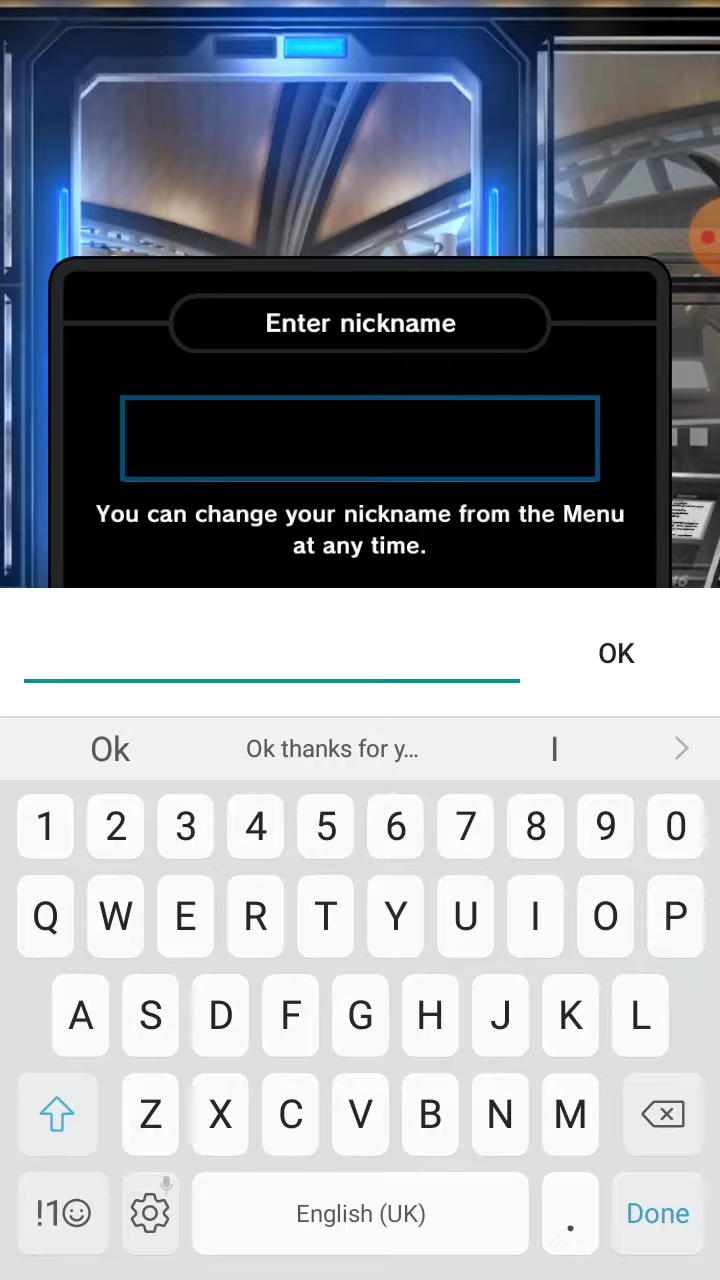 Enter nickname
You can change your nickname from the Menu
at any time.
OK
Ok
Ok thanks for y...
I
1 2 3 4 5 6 7 8 9 0
Q W E R T Y U I O P
A S D F G H J K L
Z X C V B N M
!1☺
English (UK)
.
Done